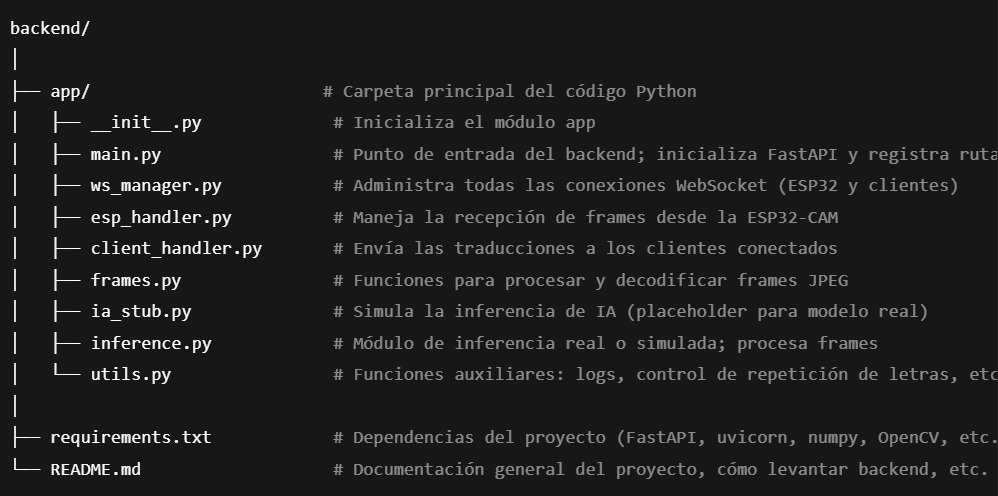 backend/
│
├── app/                       # Carpeta principal del código Python
│   ├── __init__.py             # Inicializa el módulo app
│   ├── main.py                 # Punto de entrada del backend; inicializa FastAPI y registra ruta
│   ├── ws_manager.py           # Administra todas las conexiones WebSocket (ESP32 y clientes)
│   ├── esp_handler.py          # Maneja la recepción de frames desde la ESP32-CAM
│   ├── client_handler.py       # Envía las traducciones a los clientes conectados
│   ├── frames.py               # Funciones para procesar y decodificar frames JPEG
│   ├── ia_stub.py              # Simula la inferencia de IA (placeholder para modelo real)
│   ├── inference.py            # Módulo de inferencia real o simulada; procesa frames
│   └── utils.py                # Funciones auxiliares: logs, control de repetición de letras, etc
│
├── requirements.txt            # Dependencias del proyecto (FastAPI, uvicorn, numpy, OpenCV, etc.
└── README.md                   # Documentación general del proyecto, cómo levantar backend, etc.